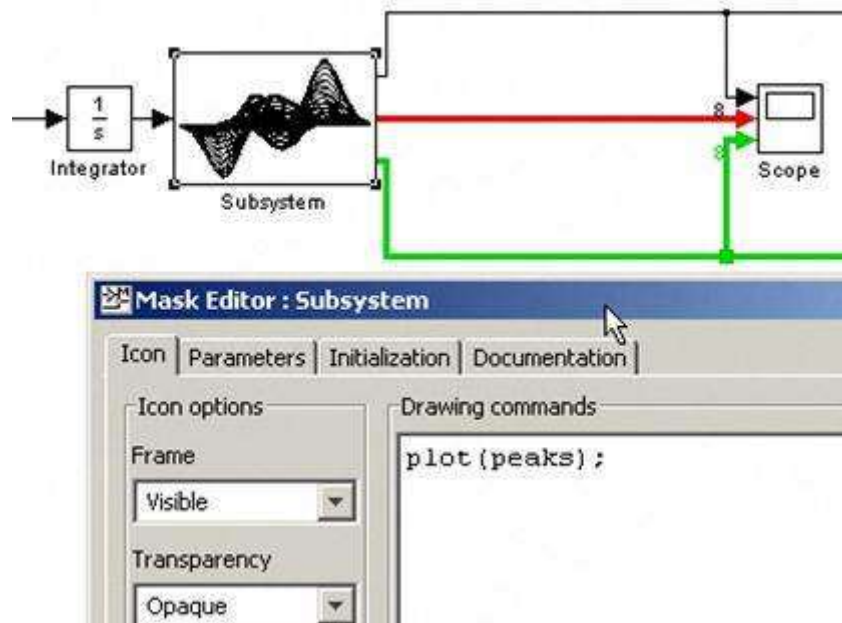 1
s
Integrator
Subsystem
8
8
Scope
Mask Editor : Subsystem
Icon Parameters Initialization Documentation
Icon options Drawing commands
Frame plot(peaks);
Visible
Transparency
Opaque